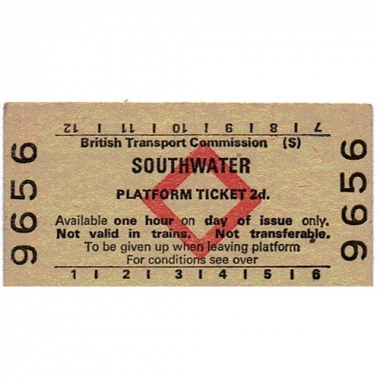 12 | 11 | 10 | 9 | 8 | 7
British Transport Commission (S)
SOUTHWATER
PLATFORM TICKET 2d.
Available one hour on day of issue only.
Not valid in trains. Not transferable.
To be given up when leaving platform
For conditions see over
1 | 2 | 3 | 4 | 5 | 6
9656
9656